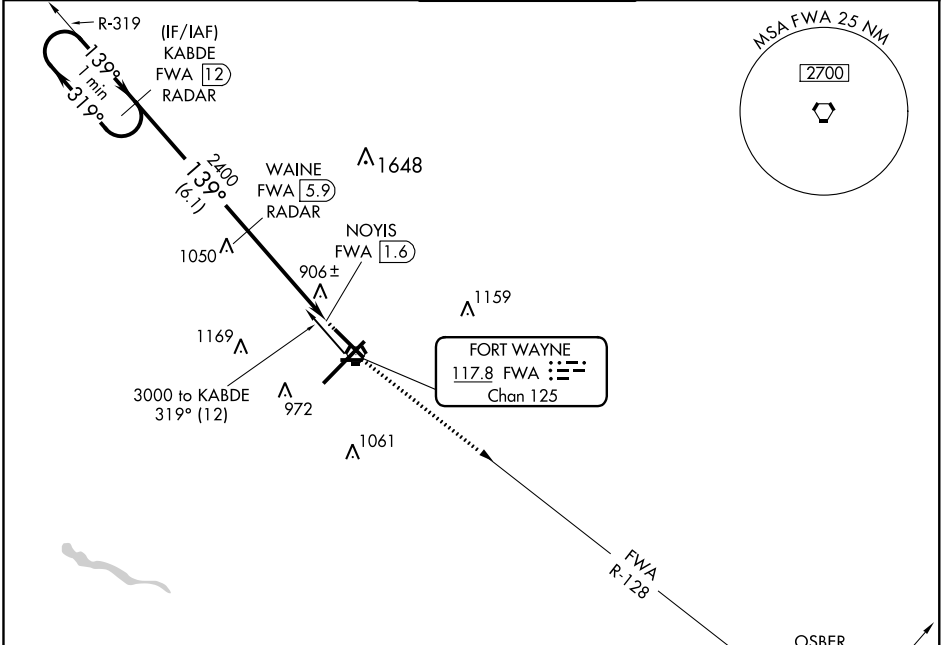 R-319
(IF/IAF)
KABDE
FWA 12
RADAR
139°
1 min
319°
MSA FWA 25 NM
2700
2400
139°
(6.1)
WAINE
FWA 5.9
RADAR
1648
1050
NOYIS
FWA 1.6
906±
1159
1169
3000 to KABDE
319° (12)
972
1061
FORT WAYNE
117.8 FWA
Chan 125
FWA
R-128
OSBER